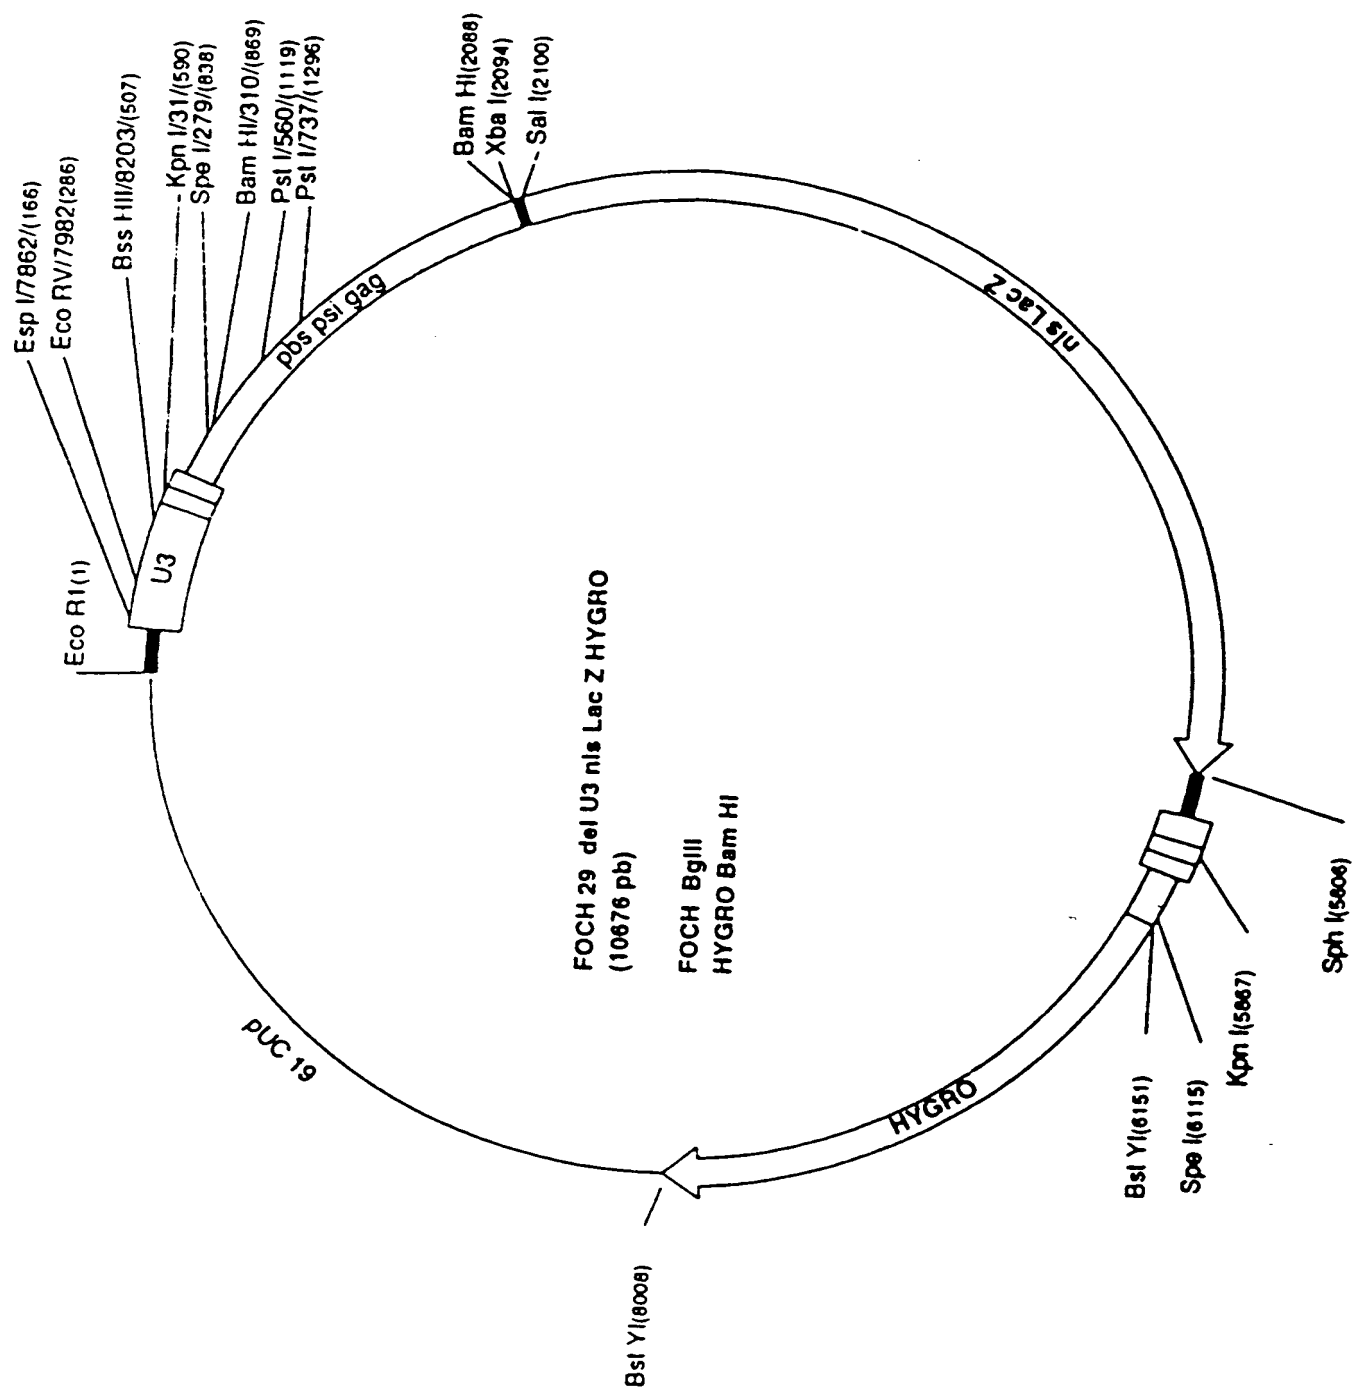 Esp I/7862/(166)
Eco RV/7982(286)
Bss HII/8203/(507)
Kpn I/31/(590)
Spe I/279/(838)
Bam HI/310/(869)
Pst I/560/(1119)
Pst I/737/(1296)
Bam HI(2088)
Xba I(2094)
Sal I(2100)
Eco R1(1)
U3
pbs psi gag
nls Lac Z
FOCH 29 del U3 nls Lac Z HYGRO
(10676 pb)
FOCH BglII
HYGRO Bam HI
pUC 19
HYGRO
Sph I(5606)
Kpn I(5867)
Spe I(6115)
Bst YI(6151)
Bst YI(8008)